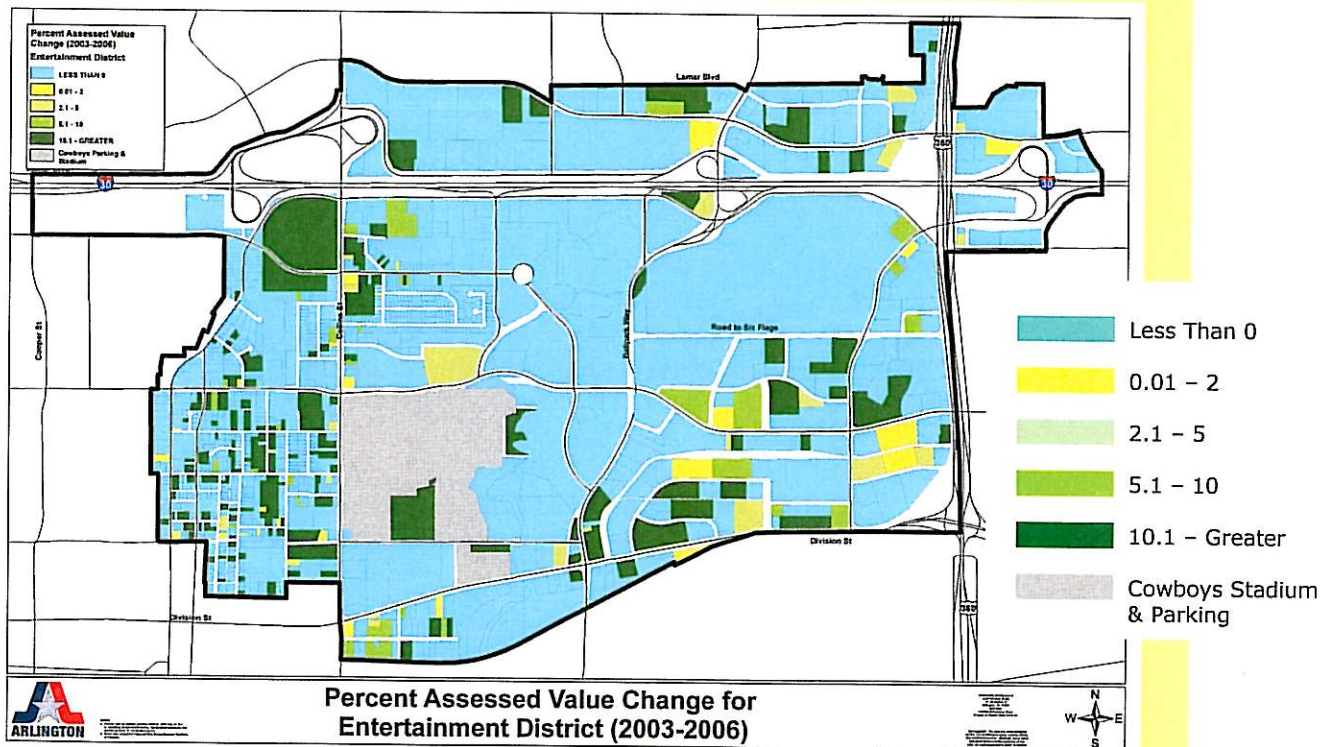 Percent Assessed Value
Change (2003-2006)
Entertainment District
LESS THAN 0
0.01 - 2
2.1 - 5
5.1 - 10
10.1 - GREATER
Cowboys Parking &
Stadium
Lamar Blvd
360
30
30
Cooper St
Collins St
Ballpark Way
Road to Six Flags
Division St
Division St
360
Less Than 0
0.01 – 2
2.1 – 5
5.1 – 10
10.1 – Greater
Cowboys Stadium
& Parking
ARLINGTON
Percent Assessed Value Change for
Entertainment District (2003-2006)
N
W E
S